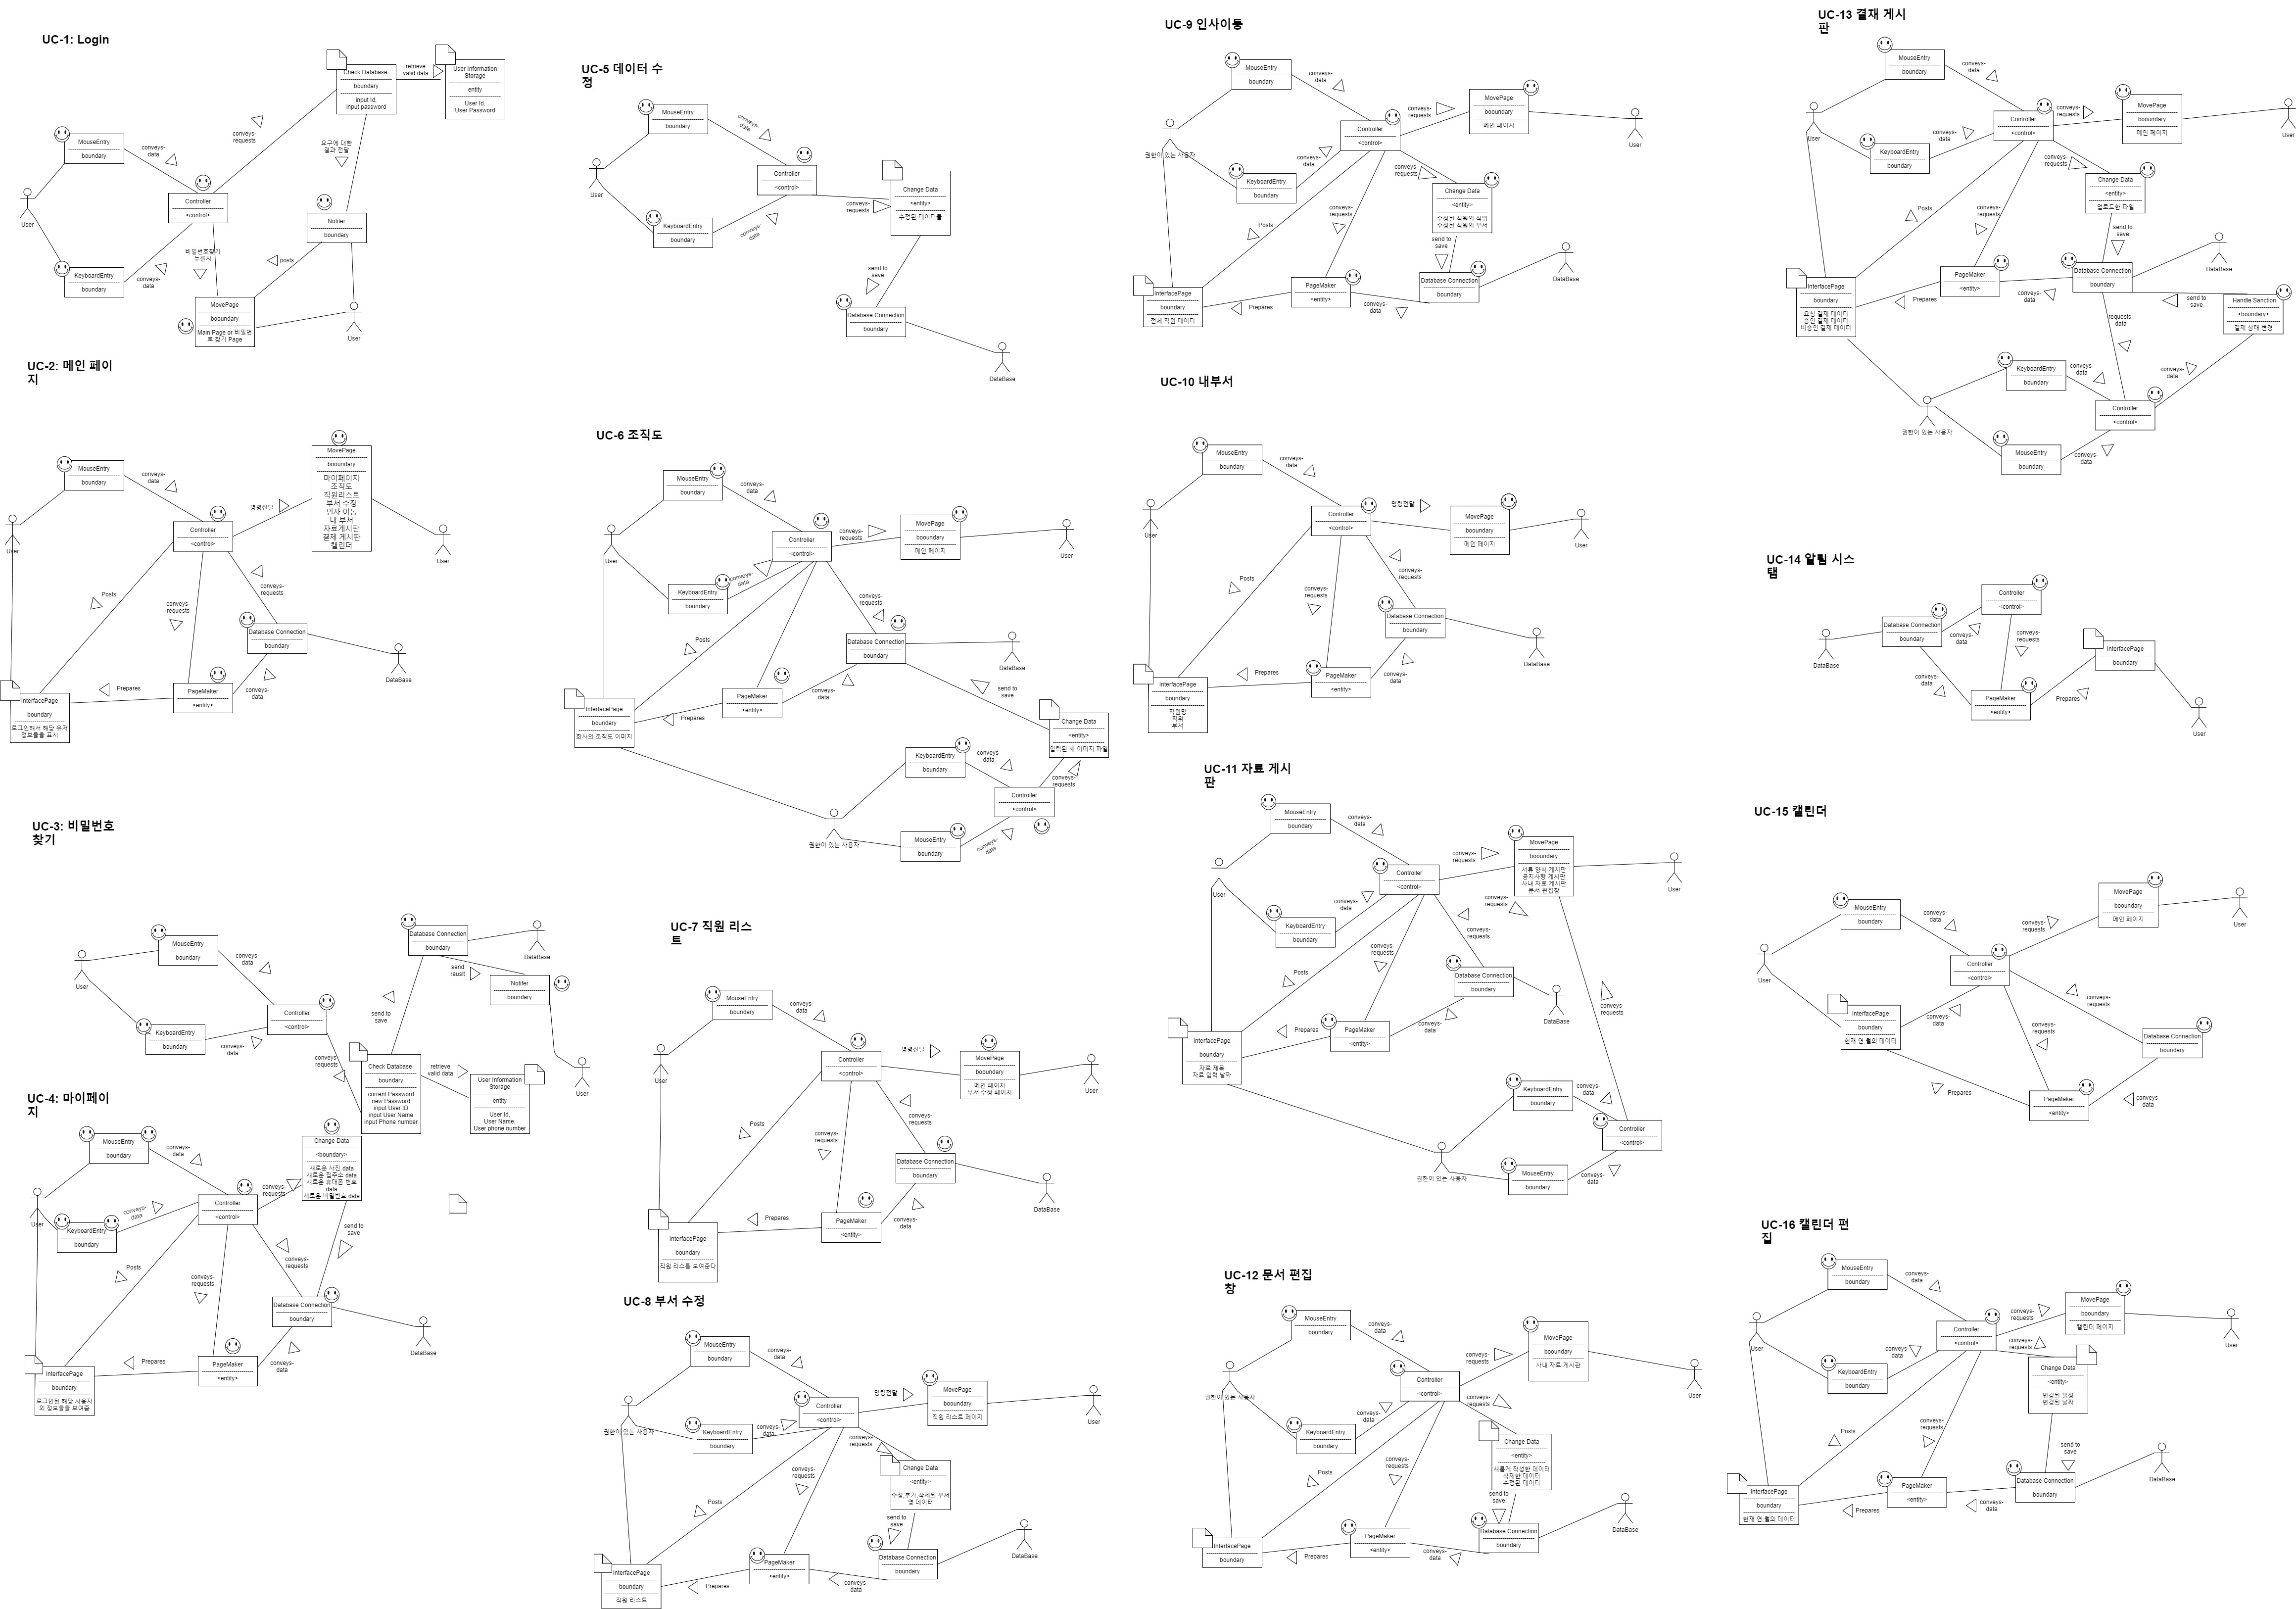 UC-1: Login
MouseEntry
boundary
KeyboardEntry
boundary
User
conveys-
data
conveys-
data
Controller
<control>
conveys-
requests
Check Database
boundary
input Id,
input password
retrieve
valid data
User Information
Storage
entity
User Id,
User Password
요구에 대한
결과 전달
Notifer
boundary
posts
비밀번호찾기
누를시
MovePage
booundary
Main Page or 비밀번
호 찾기 Page
User
UC-2: 메인 페이
지
User
MouseEntry
boundary
conveys-
data
Controller
<control>
명령전달
MovePage
booundary
마이페이지
조직도
직원리스트
부서 수정
인사 이동
내 부서
자료게시판
결제 게시판
캘린더
User
Posts
conveys-
requests
conveys-
requests
Database Connection
boundary
DataBase
conveys-
data
PageMaker
<entity>
Prepares
InterfacePage
boundary
로그인해서 해당 유저
정보들을 표시
UC-3: 비밀번호
찾기
User
MouseEntry
boundary
KeyboardEntry
boundary
conveys-
data
conveys-
data
Controller
<control>
conveys-
requests
Database Connection
boundary
DataBase
send
reusit
Notifer
boundary
User
send to
save
Check Database
boundary
current Password
new Password
input User ID
input User Name
input Phone number
retrieve
valid data
User Information
Storage
entity
User Id,
User Name,
User phone number
UC-4: 마이페이
지
User
MouseEntry
boundary
KeyboardEntry
boundary
conveys-
data
conveys-
data
Controller
<control>
conveys-
requests
Change Data
<boundary>
새로운 사진 data
새로운 집주소 data
새로운 휴대폰 번호
data
새로운 비밀번호 data
send to
save
Posts
conveys-
requests
conveys-
requests
Database Connection
boundary
DataBase
conveys-
data
PageMaker
<entity>
Prepares
InterfacePage
boundary
로그인된 해당 사용자
의 정보들을 보여줌
UC-5 데이터 수
정
User
MouseEntry
boundary
KeyboardEntry
boundary
conveys-
data
conveys-
data
Controller
<control>
conveys-
requests
Change Data
<entity>
수정된 데이터들
send to
save
Database Connection
boundary
DataBase
UC-6 조직도
User
MouseEntry
boundary
KeyboardEntry
boundary
conveys-
data
conveys-
data
Controller
<control>
conveys-
requests
MovePage
booundary
메인 페이지
User
Posts
conveys-
requests
Database Connection
boundary
DataBase
conveys-
data
PageMaker
<entity>
Prepares
InterfacePage
boundary
회사의 조직도 이미지
send to
save
Change Data
<entity>
입력된 새 이미지 파일
KeyboardEntry
boundary
conveys-
data
conveys-
requests
Controller
<control>
권한이 있는 사용자
MouseEntry
boundary
conveys-
data
UC-7 직원 리스
트
User
MouseEntry
boundary
conveys-
data
Controller
<control>
명령전달
MovePage
booundary
메인 페이지
부서 수정 페이지
User
Posts
conveys-
requests
conveys-
requests
Database Connection
boundary
DataBase
conveys-
data
PageMaker
<entity>
Prepares
InterfacePage
boundary
직원 리스틀 보여준다
UC-8 부서 수정
권한이 있는 사용자
MouseEntry
boundary
KeyboardEntry
boundary
conveys-
data
conveys-
data
Controller
<control>
명령전달
MovePage
booundary
직원 리스트 페이지
User
conveys-
requests
Change Data
<entity>
수정,추가,삭제된 부서
명 데이터
send to
save
Posts
conveys-
requests
Database Connection
boundary
DataBase
conveys-
data
PageMaker
<entity>
Prepares
InterfacePage
boundary
직원 리스트
UC-9 인사이동
권한이 있는 사용자
MouseEntry
boundary
KeyboardEntry
boundary
conveys-
data
conveys-
data
Controller
<control>
conveys-
requests
MovePage
booundary
메인 페이지
User
conveys-
requests
Change Data
<entity>
수정된 직원의 직위
수정된 직원의 부서
send to
save
Posts
conveys-
requests
Database Connection
boundary
DataBase
conveys-
data
PageMaker
<entity>
Prepares
InterfacePage
boundary
전체 직원 데이터
UC-10 내부서
User
MouseEntry
boundary
conveys-
data
Controller
<control>
명령전달
MovePage
booundary
메인 페이지
User
Posts
conveys-
requests
conveys-
requests
Database Connection
boundary
DataBase
conveys-
data
PageMaker
<entity>
Prepares
InterfacePage
boundary
직원명
직위
부서
UC-11 자료 게시
판
User
MouseEntry
boundary
KeyboardEntry
boundary
conveys-
data
conveys-
data
Controller
<control>
conveys-
requests
MovePage
booundary
서류 양식 게시판
공지사항 게시판
사내 자료 게시판
문서 편집창
User
conveys-
requests
Posts
conveys-
requests
conveys-
requests
Database Connection
boundary
DataBase
conveys-
data
PageMaker
<entity>
Prepares
InterfacePage
boundary
자료 제목
자료 입력 날짜
conveys-
requests
KeyboardEntry
boundary
conveys-
data
Controller
<control>
권한이 있는 사용자
MouseEntry
boundary
conveys-
data
UC-12 문서 편집
창
권한이 있는 사용자
MouseEntry
boundary
KeyboardEntry
boundary
conveys-
data
conveys-
data
Controller
<control>
conveys-
requests
MovePage
booundary
사내 자료 게시판
User
conveys-
requests
Change Data
<entity>
새롭게 작성한 데이터
삭제한 데이터
수정된 데이터
send to
save
Posts
conveys-
requests
Database Connection
boundary
DataBase
conveys-
data
PageMaker
<entity>
Prepares
InterfacePage
boundary
UC-13 결재 게시
판
User
MouseEntry
boundary
KeyboardEntry
boundary
conveys-
data
conveys-
data
Controller
<control>
conveys-
requests
MovePage
booundary
메인 페이지
User
conveys-
requests
Change Data
<entity>
업로드한 파일
send to
save
Posts
conveys-
requests
Database Connection
boundary
DataBase
conveys-
data
PageMaker
<entity>
Prepares
InterfacePage
boundary
요청 결제 데이터
승인 결제 데이터
비승인 결제 데이터
send to
save
Handle Sanction
<boundary>
결제 상태 변경
requests-
data
KeyboardEntry
boundary
conveys-
data
conveys-
data
Controller
<control>
권한이 있는 사용자
MouseEntry
boundary
conveys-
data
UC-14 알림 시스
템
Controller
<control>
Database Connection
boundary
DataBase
conveys-
data
conveys-
requests
InterfacePage
boundary
conveys-
data
PageMaker
<entity>
Prepares
User
UC-15 캘린더
User
MouseEntry
boundary
conveys-
data
conveys-
requests
MovePage
booundary
메인 페이지
User
Controller
<control>
InterfacePage
boundary
현재 연,월의 데이터
conveys-
data
conveys-
requests
conveys-
requests
Database Connection
boundary
Prepares
PageMaker
<entity>
conveys-
data
UC-16 캘린더 편
집
User
MouseEntry
boundary
KeyboardEntry
boundary
conveys-
data
conveys-
data
Controller
<control>
conveys-
requests
MovePage
booundary
캘린더 페이지
User
conveys-
requests
Change Data
<entity>
변경된 일정
변경된 날짜
send to
save
Posts
conveys-
requests
Database Connection
boundary
DataBase
conveys-
data
PageMaker
<entity>
Prepares
InterfacePage
boundary
현재 연,월의 데이터